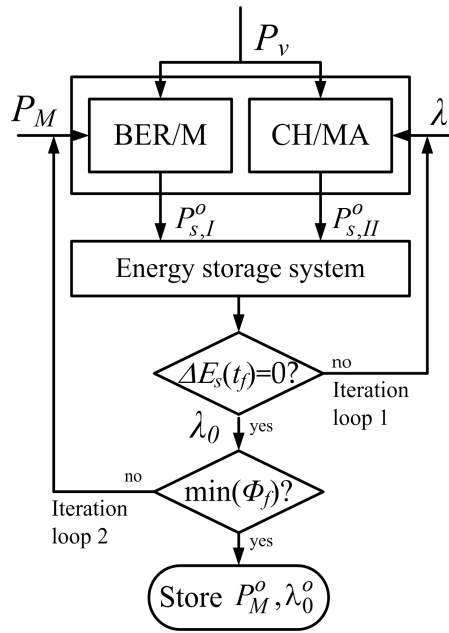 P_v
P_M
BER/M
CH/MA
λ
P^o_{s,I}
P^o_{s,II}
Energy storage system
ΔE_s(t_f)=0?
no
Iteration
loop 1
λ_0
yes
no
min(Φ_f)?
Iteration
loop 2
yes
Store P^o_M, λ^o_0